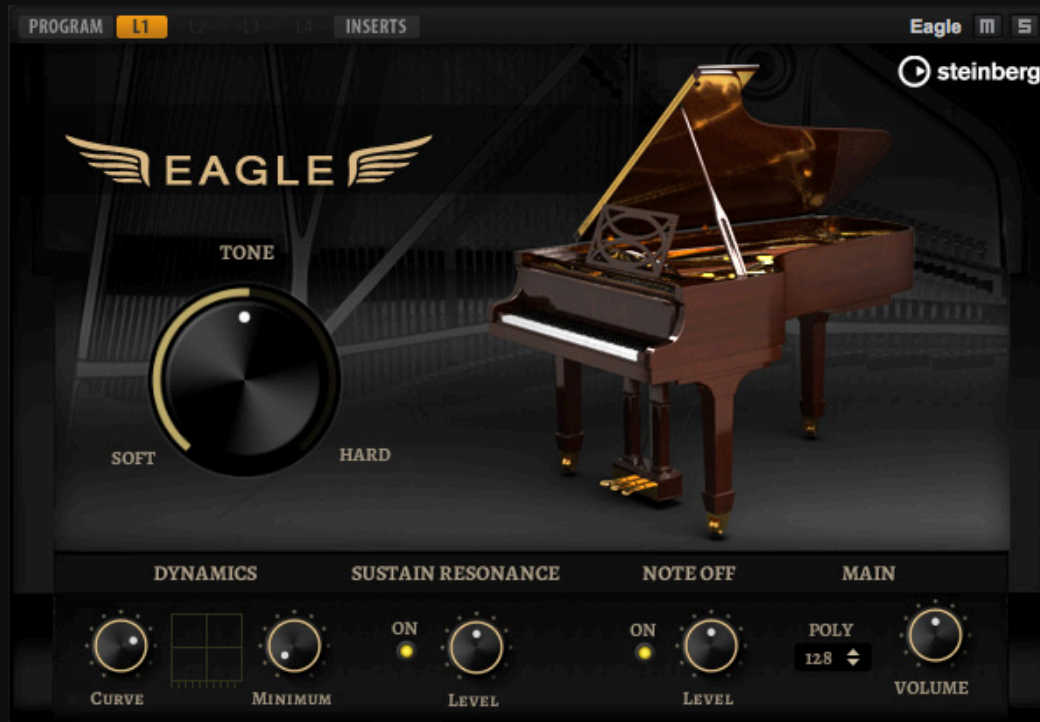 PROGRAM L1 L2 L3 L4 INSERTS Eagle M S
steinberg
EAGLE
TONE
SOFT HARD
DYNAMICS SUSTAIN RESONANCE NOTE OFF MAIN
ON ON POLY
128
CURVE MINIMUM LEVEL LEVEL VOLUME